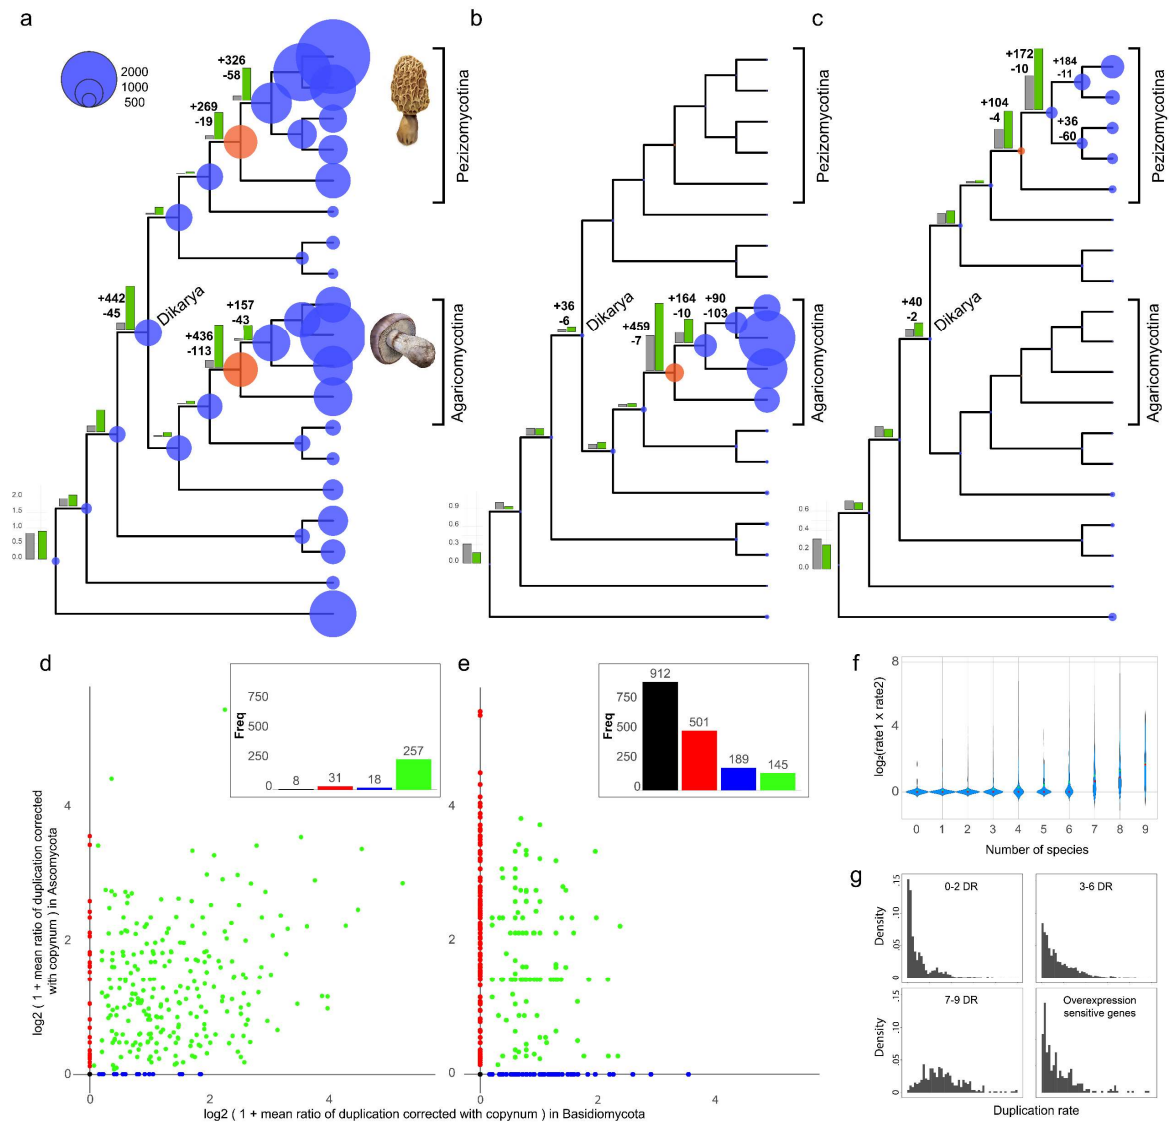 a
2000
1000
500
+326
-58
+269
-19
+442
-45
Dikarya
+157
-43
+436
-113
2.0
1.5
1.0
0.5
0.0
Pezizomycotina
Agaricomycotina
b
+36
-6
Dikarya
+459
-7
+164
-10
+90
-103
0.9
0.6
0.3
0.0
Pezizomycotina
Agaricomycotina
c
+172
-10
+184
-11
+104
-4
+36
-60
+40
-2
Dikarya
0.6
0.4
0.2
0.0
Pezizomycotina
Agaricomycotina
d
log2 ( 1 + mean ratio of duplication corrected
with copynum ) in Ascomycota
4
2
0
0
2
4
Freq
750
500
250
0
8
31
18
257
e
4
2
0
0
2
4
Freq
750
500
250
0
912
501
189
145
log2 ( 1 + mean ratio of duplication corrected with copynum ) in Basidiomycota
f
log₂(rate1 x rate2)
8
4
0
0 1 2 3 4 5 6 7 8 9
Number of species
g
Density
.15
.10
.05
0
0-2 DR
3-6 DR
Density
.15
.10
.05
0
7-9 DR
Overexpression
sensitive genes
Duplication rate